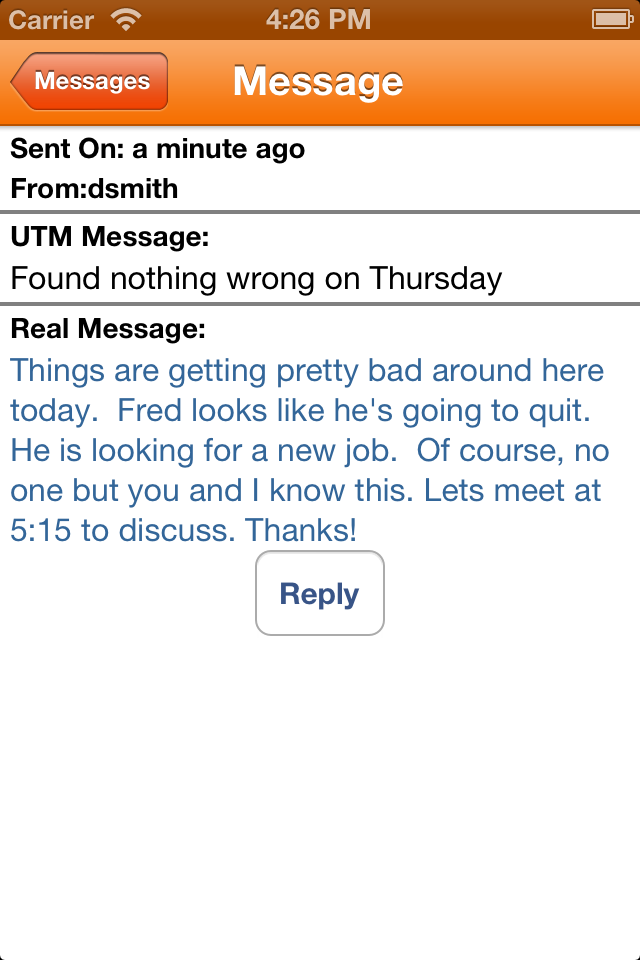 Carrier 4:26 PM
Messages Message
Sent On: a minute ago
From:dsmith
UTM Message:
Found nothing wrong on Thursday
Real Message:
Things are getting pretty bad around here
today.  Fred looks like he's going to quit.
He is looking for a new job.  Of course, no
one but you and I know this. Lets meet at
5:15 to discuss. Thanks!
Reply